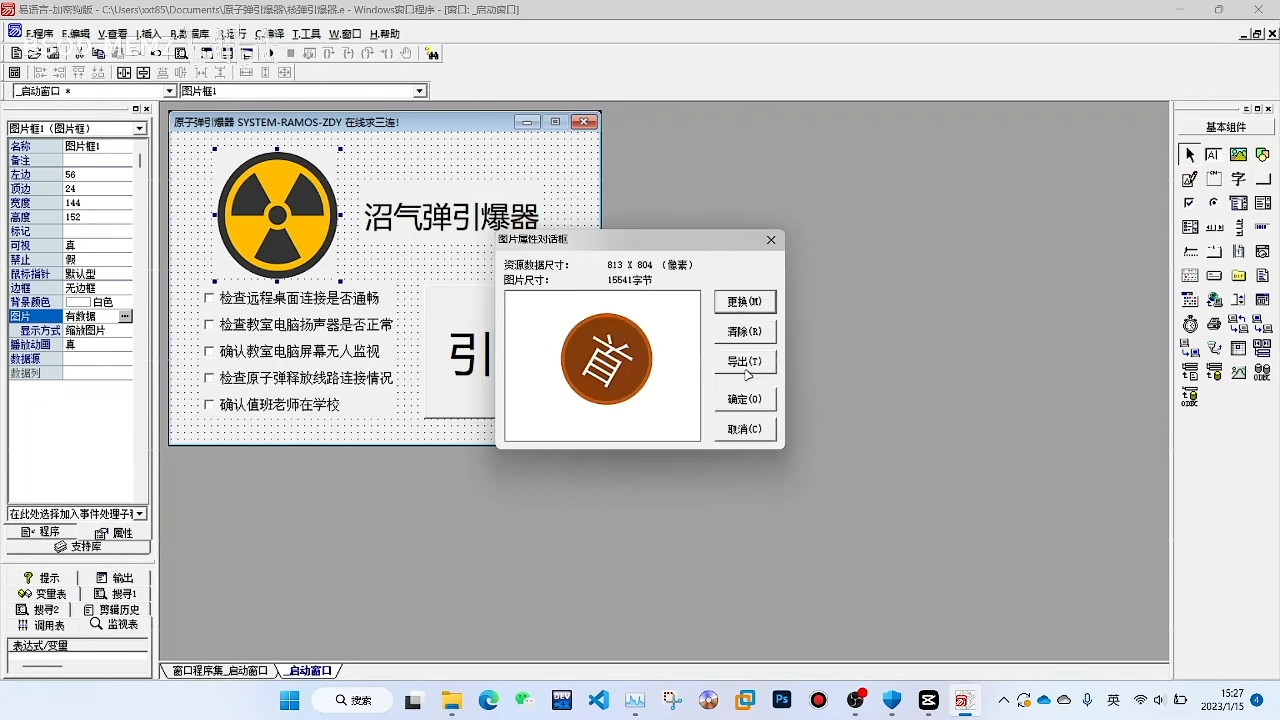 易语言-加密狗版 - C:\Users\xxt85\Documents\原子弹引爆器\核弹引爆器.e - Windows窗口程序 - [窗口: _启动窗口]
F.程序 E.编辑 V.查看 I.插入 B.数据库 R.运行 C.编译 T.工具 W.窗口 H.帮助
_启动窗口 *
图片框1
图片框1（图片框）
名称 图片框1
备注
左边 56
顶边 24
宽度 144
高度 152
标记
可视 真
禁止 假
鼠标指针 默认型
边框 无边框
背景颜色 白色
图片 有数据 ...
显示方式 缩放图片
播放动画 真
数据源
数据列
在此处选择加入事件处理子
程序 属性
支持库
提示 输出
变量表 搜寻1
搜寻2 剪辑历史
调用表 监视表
表达式/变量
原子弹引爆器 SYSTEM-RAMOS-ZDY 在线求三连!
沼气弹引爆器
检查远程桌面连接是否通畅
检查教室电脑扬声器是否正常
确认教室电脑屏幕无人监视
检查原子弹释放线路连接情况
确认值班老师在学校
引
图片属性对话框
资源数据尺寸: 813 X 804 （像素）
图片尺寸: 15541字节
首
更换(M)
清除(R)
导出(T)
确定(O)
取消(C)
基本组件
窗口程序集_启动窗口 _启动窗口
搜索
DEV
Ps
英
15:27
2023/1/15
4